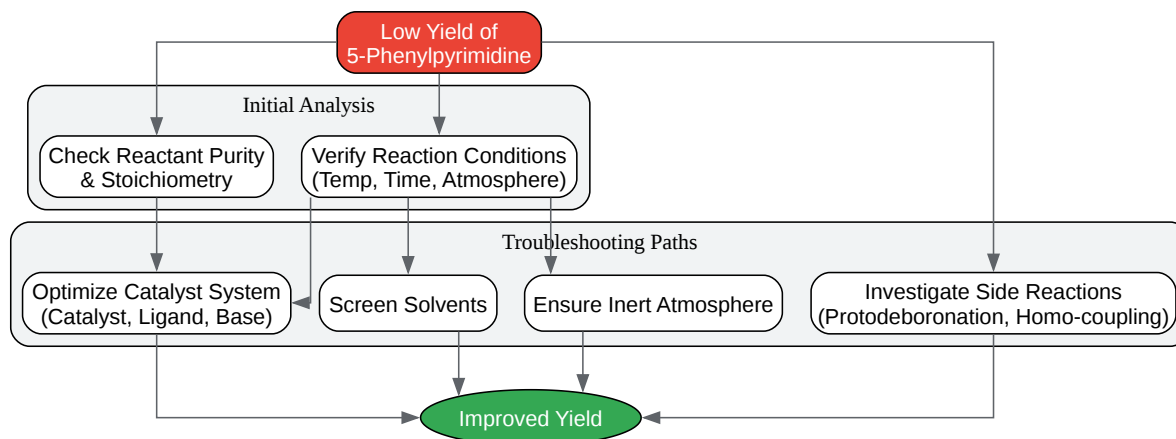 Low Yield of
5-Phenylpyrimidine
Initial Analysis
Check Reactant Purity
& Stoichiometry
Verify Reaction Conditions
(Temp, Time, Atmosphere)
Troubleshooting Paths
Optimize Catalyst System
(Catalyst, Ligand, Base)
Screen Solvents
Ensure Inert Atmosphere
Investigate Side Reactions
(Protodeboronation, Homo-coupling)
Improved Yield